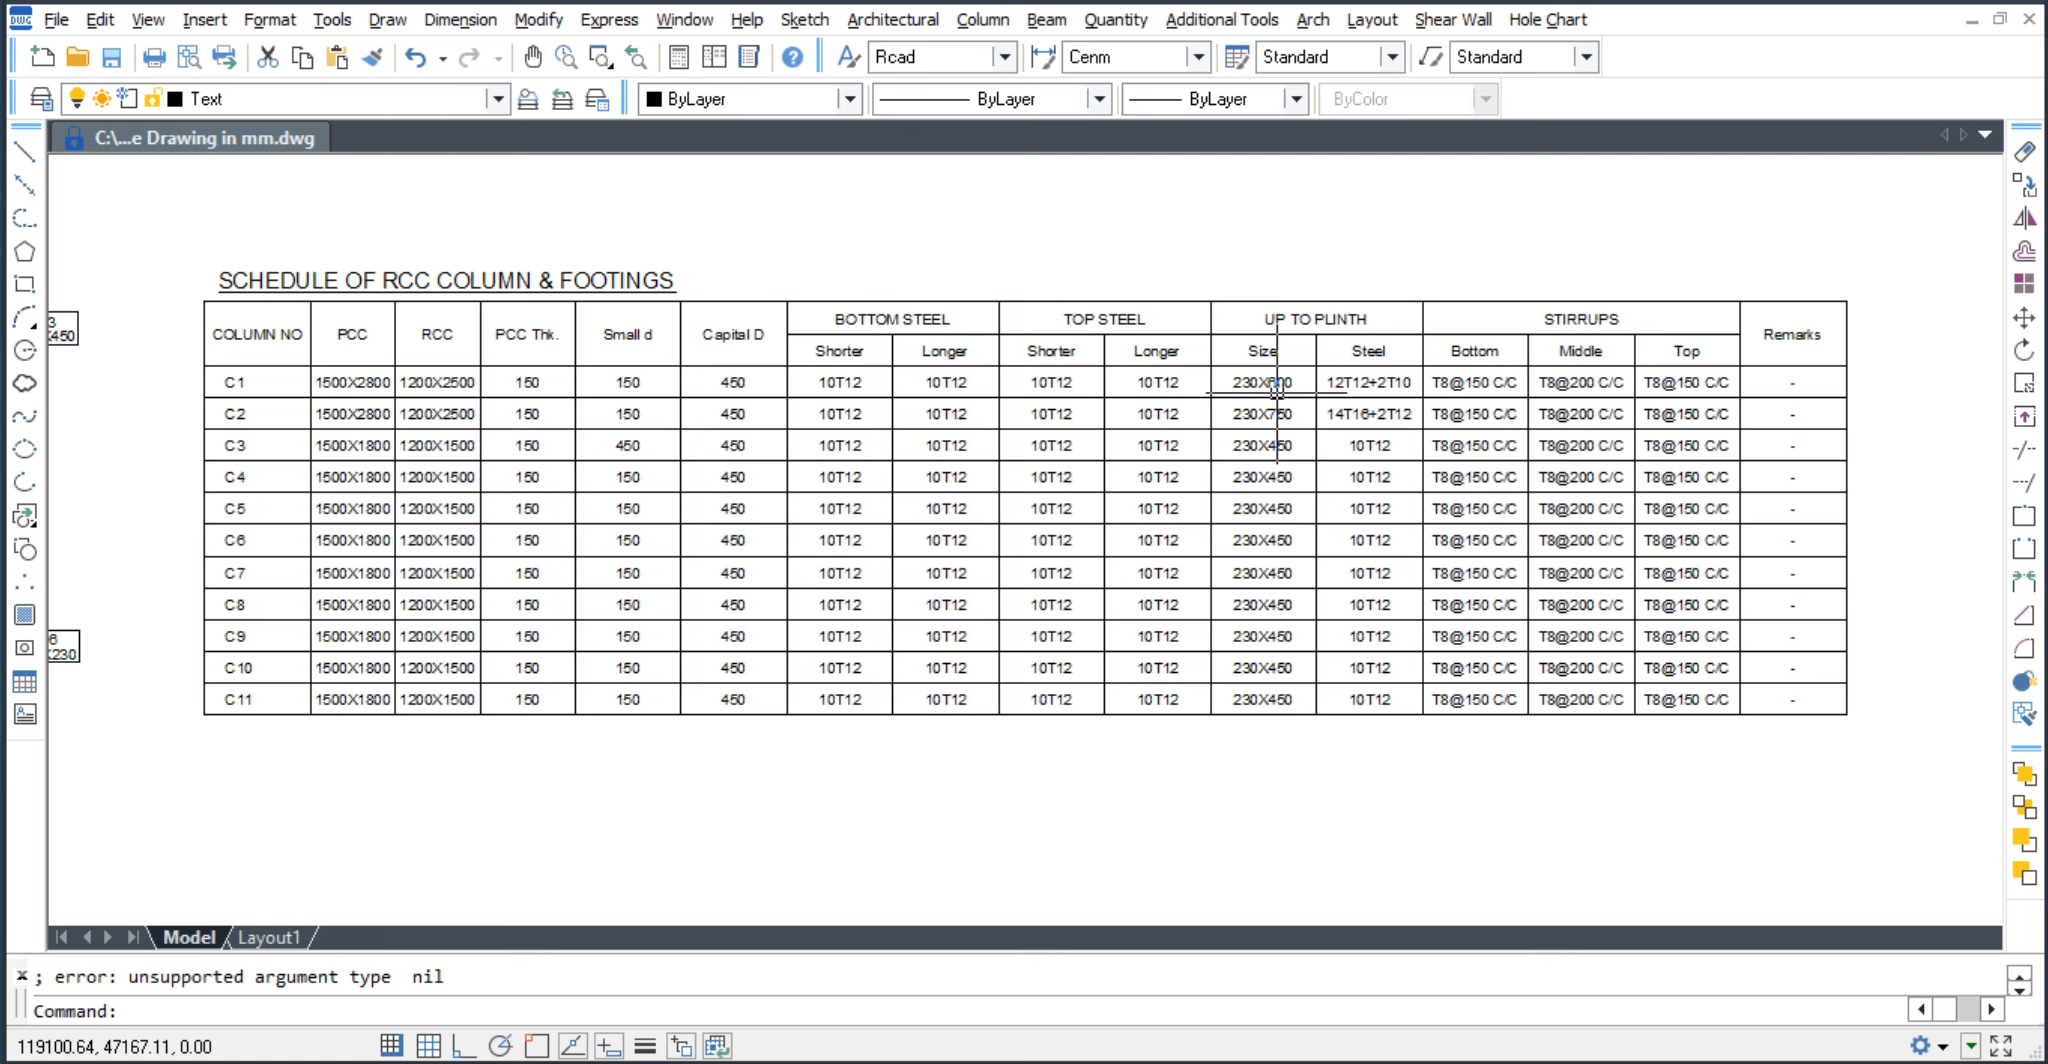 File Edit View Insert Format Tools Draw Dimension Modify Express Window Help Sketch Architectural Column Beam Quantity Additional Tools Arch Layout Shear Wall Hole Chart
Rcad Cenm Standard Standard
Text ByLayer ByLayer ByLayer ByColor
C:\...e Drawing in mm.dwg
SCHEDULE OF RCC COLUMN & FOOTINGS
COLUMN NO PCC RCC PCC Thk. Small d Capital D BOTTOM STEEL TOP STEEL UP TO PLINTH STIRRUPS Remarks
Shorter Longer Shorter Longer Size Steel Bottom Middle Top
C1 1500X2800 1200X2500 150 150 450 10T12 10T12 10T12 10T12 230X600 12T12+2T10 T8@150 C/C T8@200 C/C T8@150 C/C -
C2 1500X2800 1200X2500 150 150 450 10T12 10T12 10T12 10T12 230X750 14T16+2T12 T8@150 C/C T8@200 C/C T8@150 C/C -
C3 1500X1800 1200X1500 150 450 450 10T12 10T12 10T12 10T12 230X450 10T12 T8@150 C/C T8@200 C/C T8@150 C/C -
C4 1500X1800 1200X1500 150 150 450 10T12 10T12 10T12 10T12 230X450 10T12 T8@150 C/C T8@200 C/C T8@150 C/C -
C5 1500X1800 1200X1500 150 150 450 10T12 10T12 10T12 10T12 230X450 10T12 T8@150 C/C T8@200 C/C T8@150 C/C -
C6 1500X1800 1200X1500 150 150 450 10T12 10T12 10T12 10T12 230X450 10T12 T8@150 C/C T8@200 C/C T8@150 C/C -
C7 1500X1800 1200X1500 150 150 450 10T12 10T12 10T12 10T12 230X450 10T12 T8@150 C/C T8@200 C/C T8@150 C/C -
C8 1500X1800 1200X1500 150 150 450 10T12 10T12 10T12 10T12 230X450 10T12 T8@150 C/C T8@200 C/C T8@150 C/C -
C9 1500X1800 1200X1500 150 150 450 10T12 10T12 10T12 10T12 230X450 10T12 T8@150 C/C T8@200 C/C T8@150 C/C -
C10 1500X1800 1200X1500 150 150 450 10T12 10T12 10T12 10T12 230X450 10T12 T8@150 C/C T8@200 C/C T8@150 C/C -
C11 1500X1800 1200X1500 150 150 450 10T12 10T12 10T12 10T12 230X450 10T12 T8@150 C/C T8@200 C/C T8@150 C/C -
3
X450
6
X230
Model Layout1
; error: unsupported argument type nil
Command:
119100.64, 47167.11, 0.00